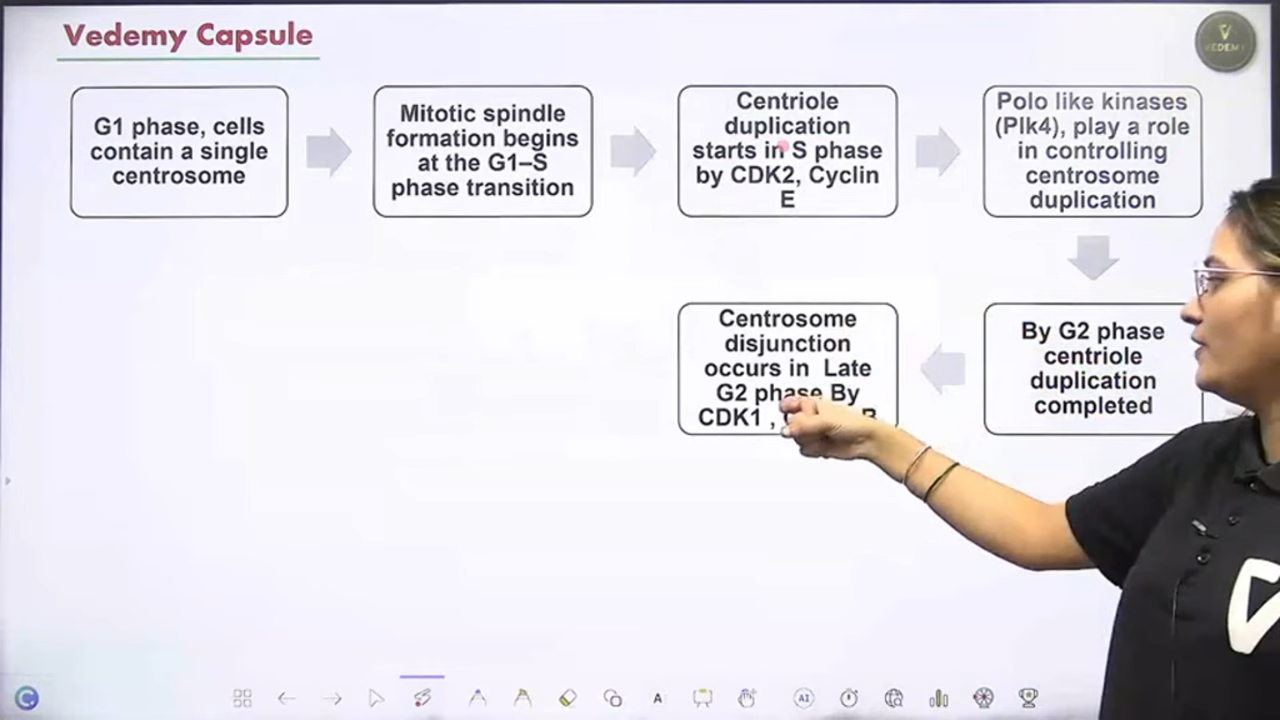 Vedemy Capsule
VEDEMY
G1 phase, cells
contain a single
centrosome
Mitotic spindle
formation begins
at the G1–S
phase transition
Centriole
duplication
starts in S phase
by CDK2, Cyclin
E
Polo like kinases
(Plk4), play a role
in controlling
centrosome
duplication
By G2 phase
centriole
duplication
completed
Centrosome
disjunction
occurs in Late
G2 phase By
CDK1 ,
AI